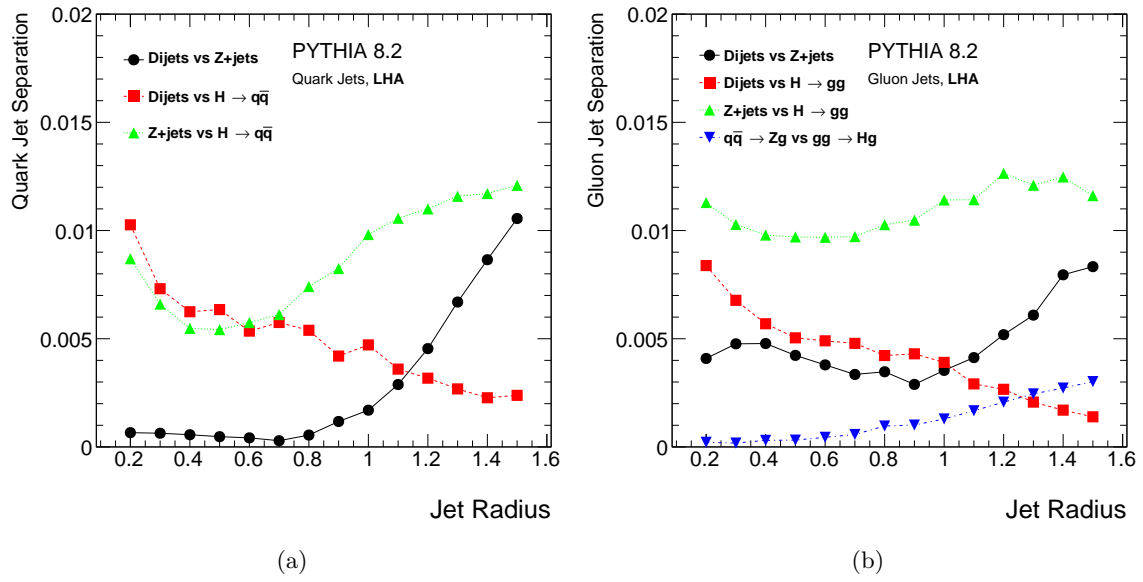 Quark Jet Separation
0.02
0.015
0.01
0.005
0
PYTHIA 8.2
Quark Jets, LHA
Dijets vs Z+jets
Dijets vs H → qq̅
Z+jets vs H → qq̅
0.2 0.4 0.6 0.8 1 1.2 1.4 1.6
Jet Radius
(a)
Gluon Jet Separation
0.02
0.015
0.01
0.005
0
PYTHIA 8.2
Gluon Jets, LHA
Dijets vs Z+jets
Dijets vs H → gg
Z+jets vs H → gg
qq̅ → Zg vs gg → Hg
0.2 0.4 0.6 0.8 1 1.2 1.4 1.6
Jet Radius
(b)